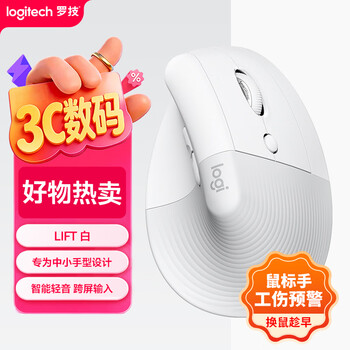 logitech 罗技
3C数码
%
好物热卖
LIFT 白
专为中小手型设计
智能轻音 跨屏输入
logi
鼠标手
工伤预警
换鼠趁早